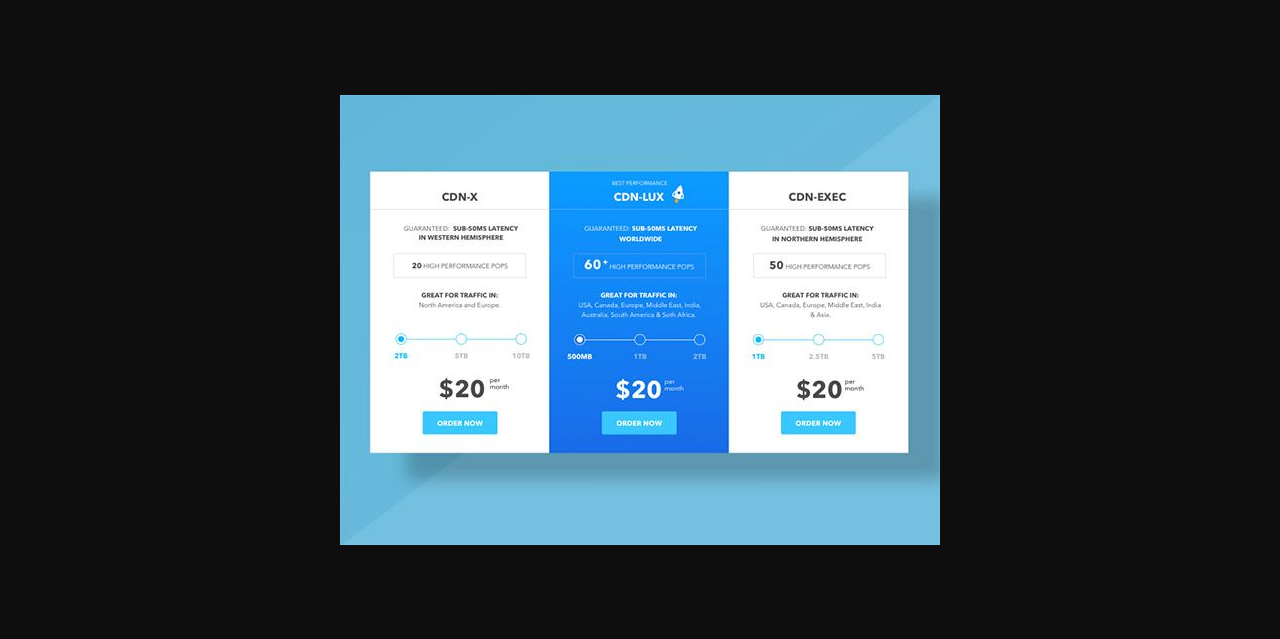 CDN-X
GUARANTEED: SUB-50MS LATENCY
IN WESTERN HEMISPHERE
20 HIGH PERFORMANCE POPS
GREAT FOR TRAFFIC IN:
North America and Europe.
2TB 5TB 10TB
$20 per month
ORDER NOW
BEST PERFORMANCE
CDN-LUX
GUARANTEED: SUB-50MS LATENCY
WORLDWIDE
60+ HIGH PERFORMANCE POPS
GREAT FOR TRAFFIC IN:
USA, Canada, Europe, Middle East, India,
Australia, South America & Soth Africa.
500MB 1TB 2TB
$20 per month
ORDER NOW
CDN-EXEC
GUARANTEED: SUB-50MS LATENCY
IN NORTHERN HEMISPHERE
50 HIGH PERFORMANCE POPS
GREAT FOR TRAFFIC IN:
USA, Canada, Europe, Middle East, India
& Asia.
1TB 2.5TB 5TB
$20 per month
ORDER NOW